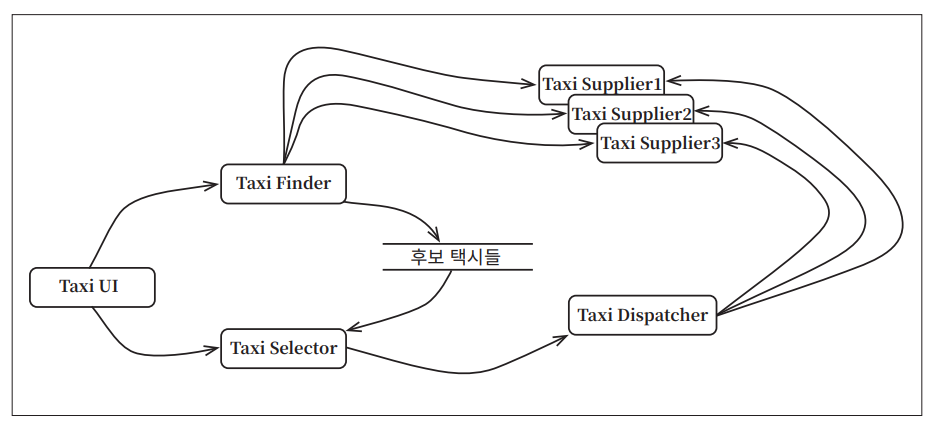 Taxi Supplier1
Taxi Supplier2
Taxi Supplier3
Taxi Finder
후보 택시들
Taxi UI
Taxi Dispatcher
Taxi Selector